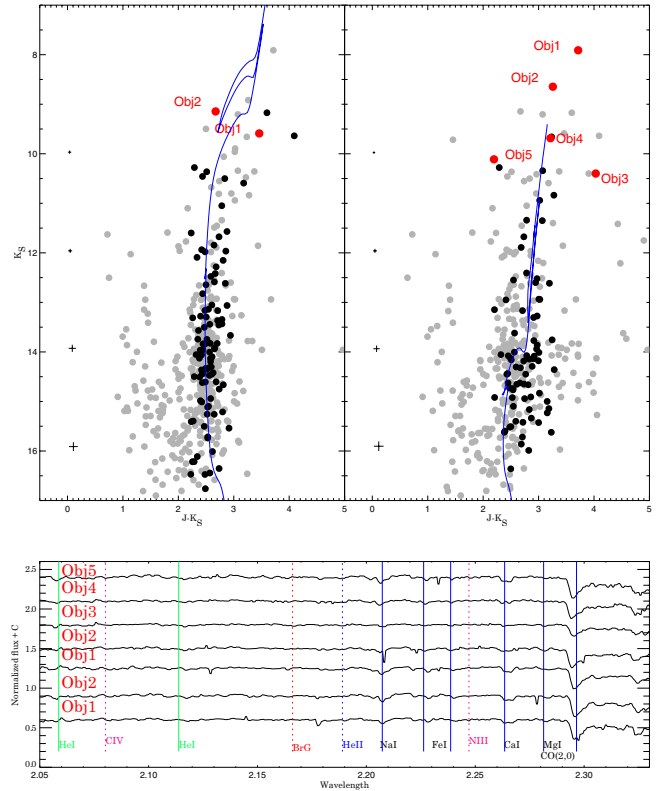 8
10
12
14
16
K_S
Obj2
Obj1
0 1 2 3 4 5
J-K_S
Obj1
Obj2
Obj4
Obj5
Obj3
0 1 2 3 4 5
J-K_S
Normalized flux + C
2.5
2.0
1.5
1.0
0.5
0.0
Obj5
Obj4
Obj3
Obj2
Obj1
Obj2
Obj1
HeI CIV HeI BrG HeII NaI FeI NIII CaI MgI
CO(2,0)
2.05 2.10 2.15 2.20 2.25 2.30
Wavelength